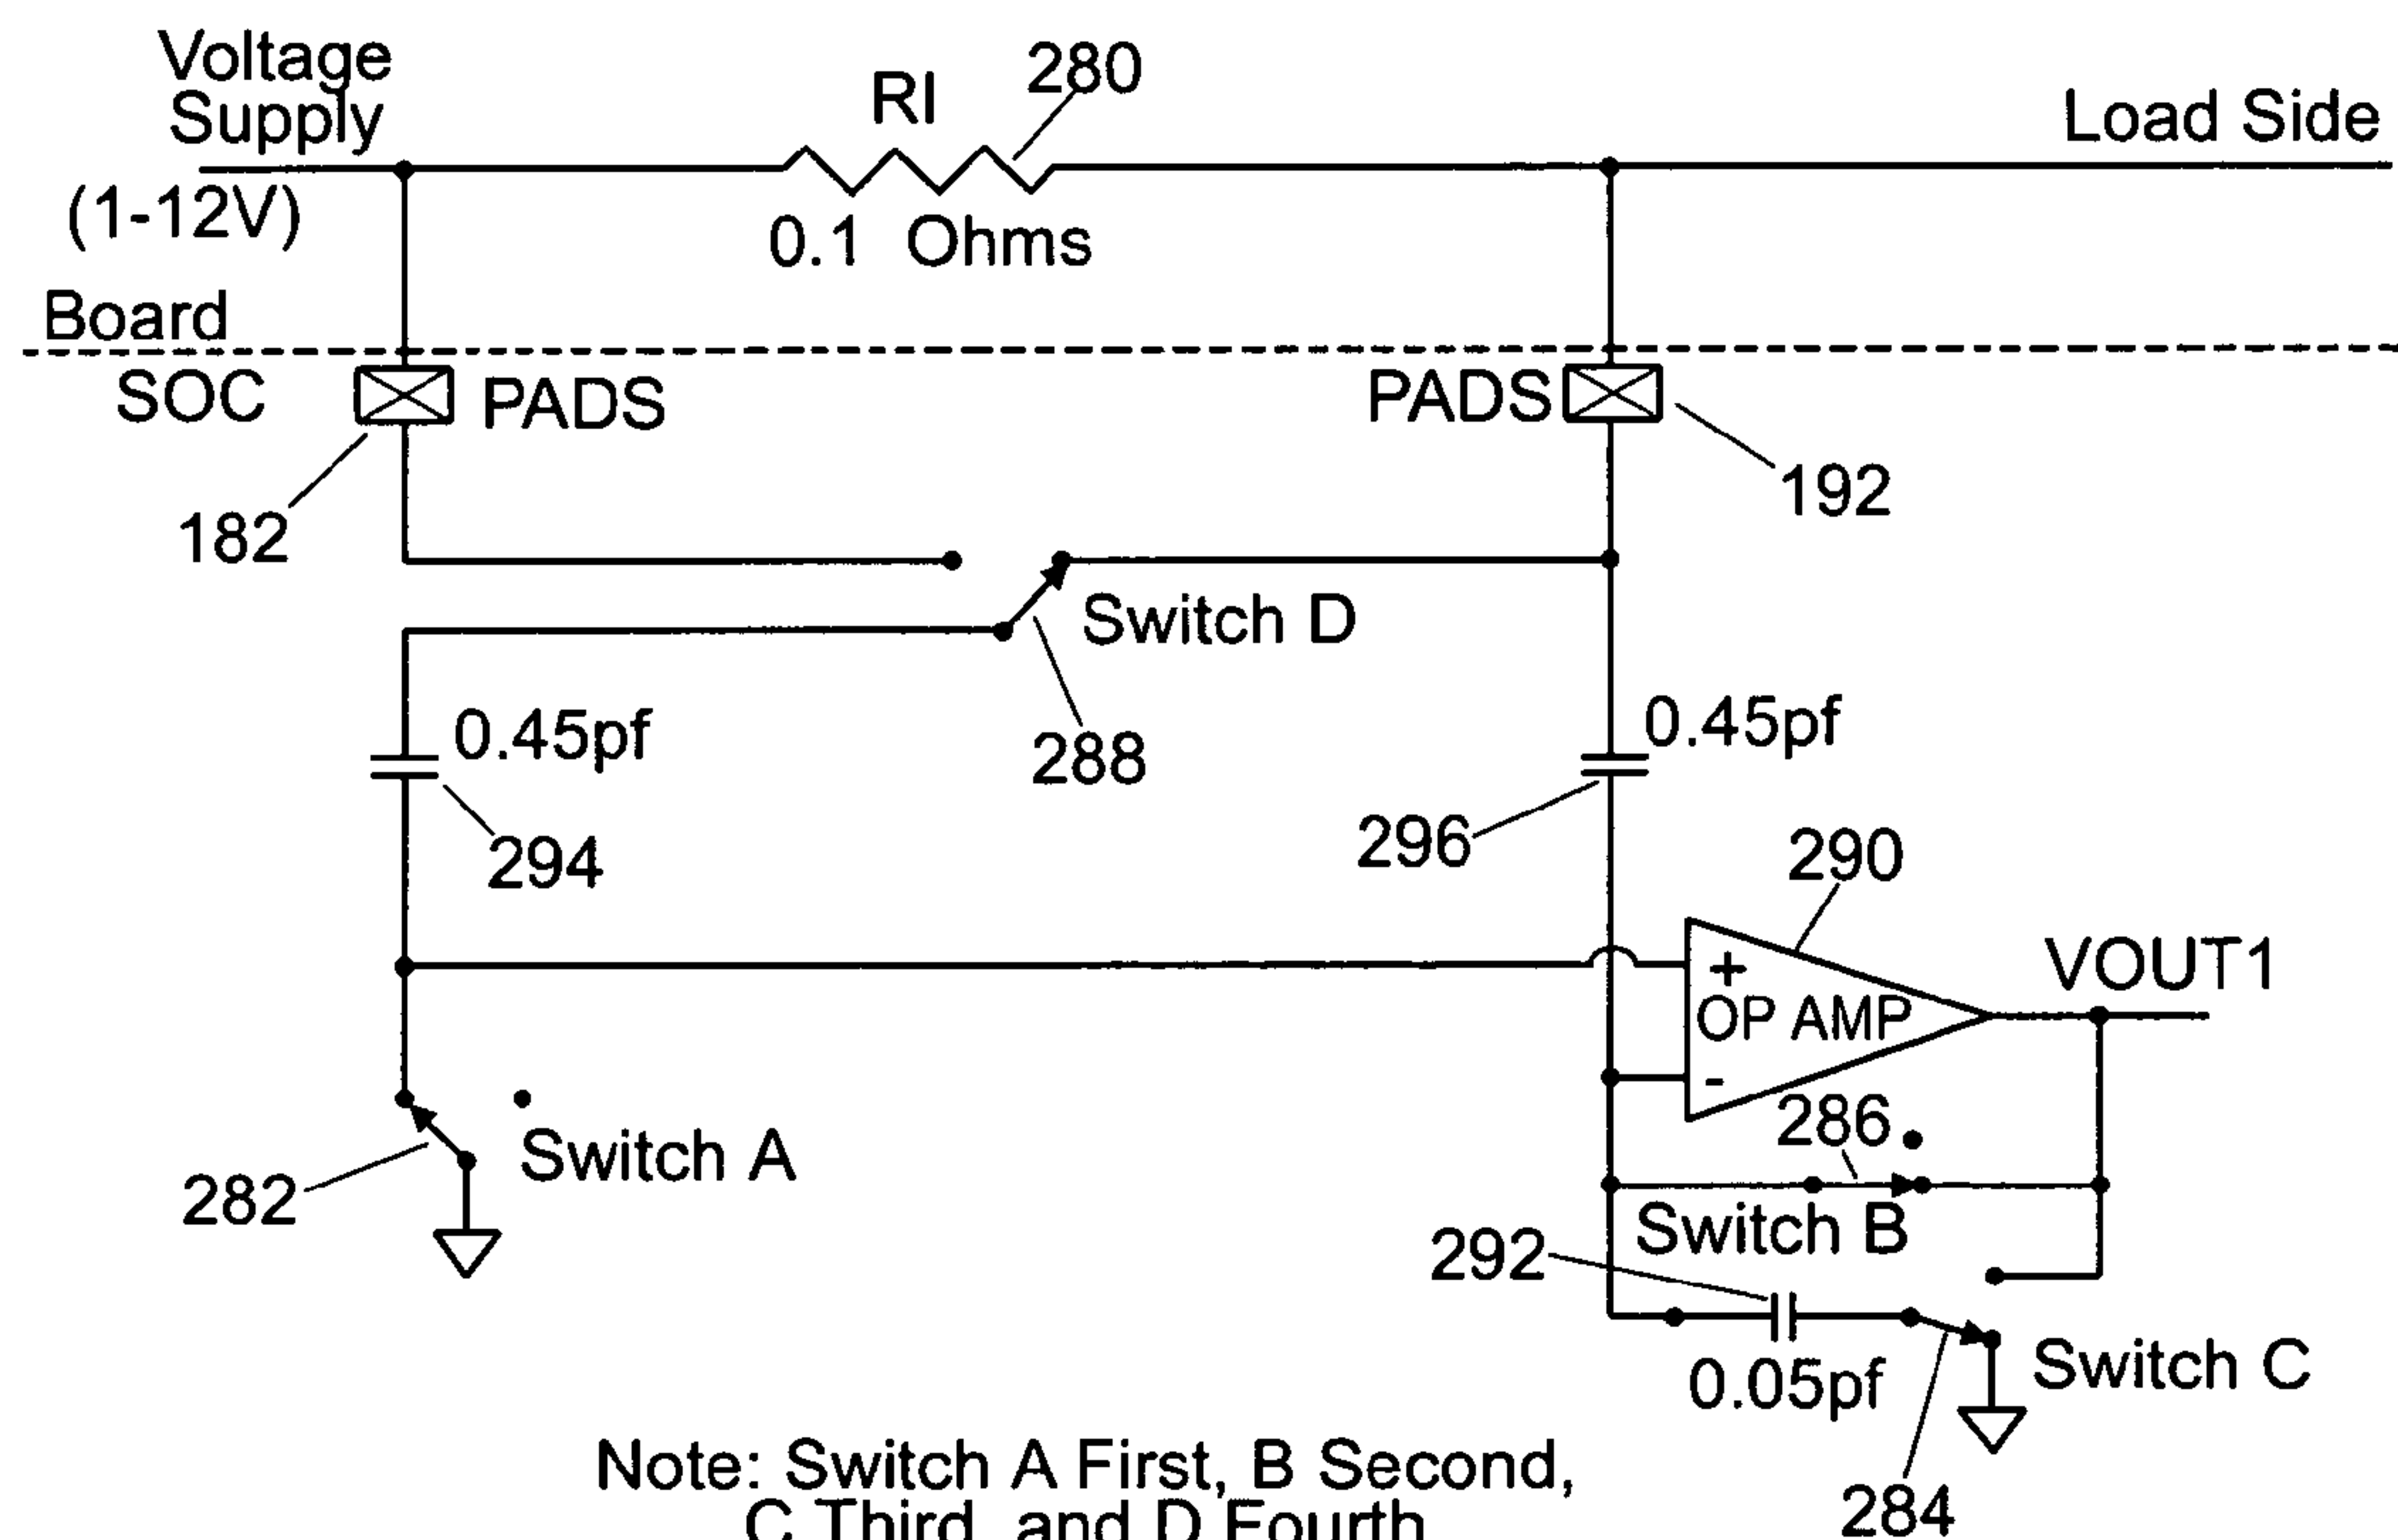 Voltage
Supply
(1-12V)
RI
280
0.1 Ohms
Load Side
Board
SOC
PADS
PADS
182
192
Switch D
288
0.45pf
294
0.45pf
296
290
+
OP AMP
-
VOUT1
Switch A
282
286
Switch B
292
0.05pf
Switch C
284
Note: Switch A First, B Second,
C Third, and D Fourth